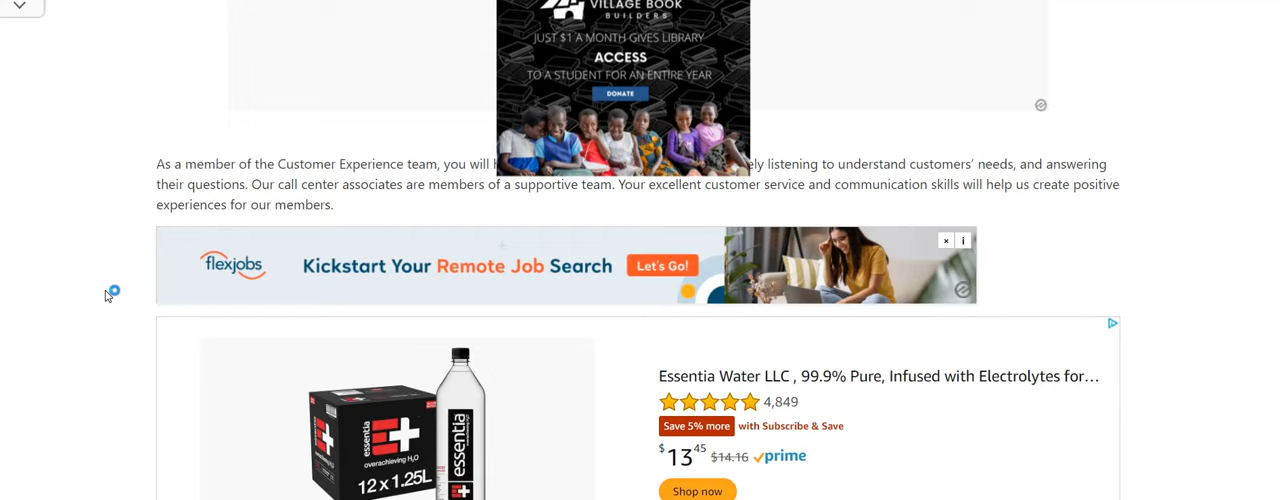 VILLAGE BOOK
BUILDERS
JUST $1 A MONTH GIVES LIBRARY
ACCESS
TO A STUDENT FOR AN ENTIRE YEAR
DONATE
As a member of the Customer Experience team, you will h
ely listening to understand customers’ needs, and answering
their questions. Our call center associates are members of a supportive team. Your excellent customer service and communication skills will help us create positive
experiences for our members.
flexjobs
Kickstart Your Remote Job Search
Let's Go!
Essentia Water LLC , 99.9% Pure, Infused with Electrolytes for...
4,849
Save 5% more with Subscribe & Save
$13 45 $14.16 prime
Shop now
essentia
E+
overachieving H₂O
12 x 1.25L
essentia
E+